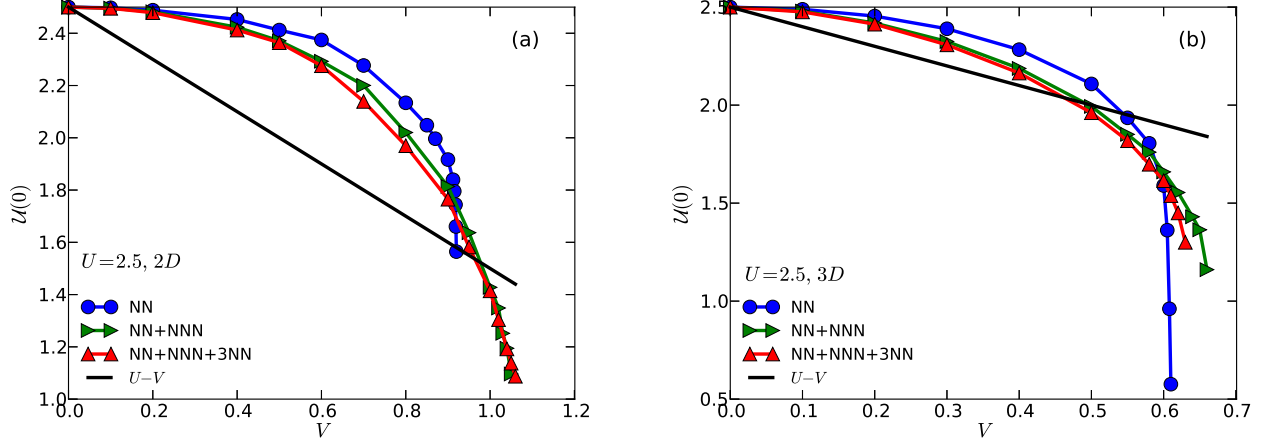 2.4
2.2
2.0
1.8
1.6
1.4
1.2
1.0
0.0 0.2 0.4 0.6 0.8 1.0 1.2
𝒰(0)
V
(a)
U=2.5, 2D
NN
NN+NNN
NN+NNN+3NN
U−V
2.5
2.0
1.5
1.0
0.5
0.0 0.1 0.2 0.3 0.4 0.5 0.6 0.7
𝒰(0)
V
(b)
U=2.5, 3D
NN
NN+NNN
NN+NNN+3NN
U−V